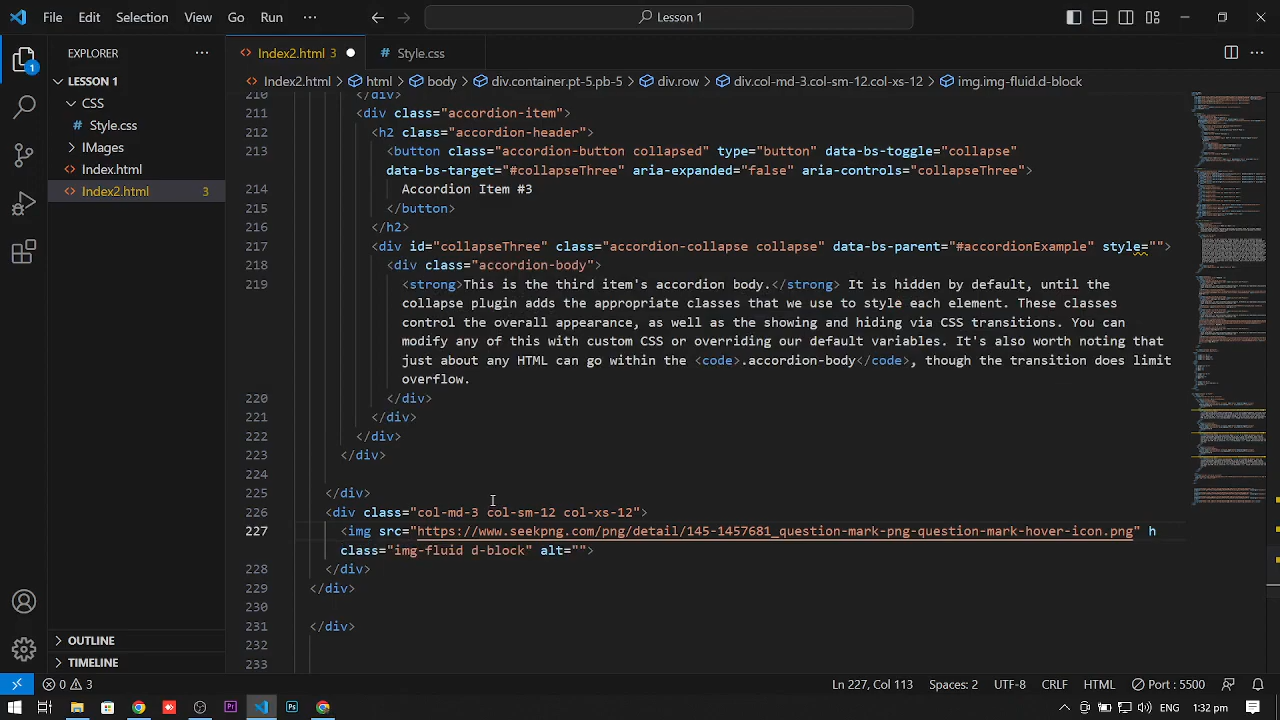 File Edit Selection View Go Run ··· Lesson 1
EXPLORER ···
LESSON 1
CSS
# Style.css
IMages
Index.html
Index2.html 3
OUTLINE
TIMELINE
Index2.html 3 # Style.css
Index2.html > html > body > div.container.pt-5.pb-5 > div.row > div.col-md-3.col-sm-12.col-xs-12 > img.img-fluid.d-block
210 </div>
211 <div class="accordion-item">
212 <h2 class="accordion-header">
213 <button class="accordion-button collapsed" type="button" data-bs-toggle="collapse"
data-bs-target="#collapseThree" aria-expanded="false" aria-controls="collapseThree">
214 Accordion Item #3
215 </button>
216 </h2>
217 <div id="collapseThree" class="accordion-collapse collapse" data-bs-parent="#accordionExample" style="">
218 <div class="accordion-body">
219 <strong>This is the third item's accordion body.</strong> It is hidden by default, until the
collapse plugin adds the appropriate classes that we use to style each element. These classes
control the overall appearance, as well as the showing and hiding via CSS transitions. You can
modify any of this with custom CSS or overriding our default variables. It's also worth noting that
just about any HTML can go within the <code>.accordion-body</code>, though the transition does limit
overflow.
220 </div>
221 </div>
222 </div>
223 </div>
224
225 </div>
226 <div class="col-md-3 col-sm-12 col-xs-12">
227 <img src="https://www.seekpng.com/png/detail/145-1457681_question-mark-png-question-mark-hover-icon.png" h
class="img-fluid d-block" alt="">
228 </div>
229 </div>
230
231 </div>
232
233
0 3 Ln 227, Col 113 Spaces: 2 UTF-8 CRLF HTML Port : 5500
ENG 1:32 pm